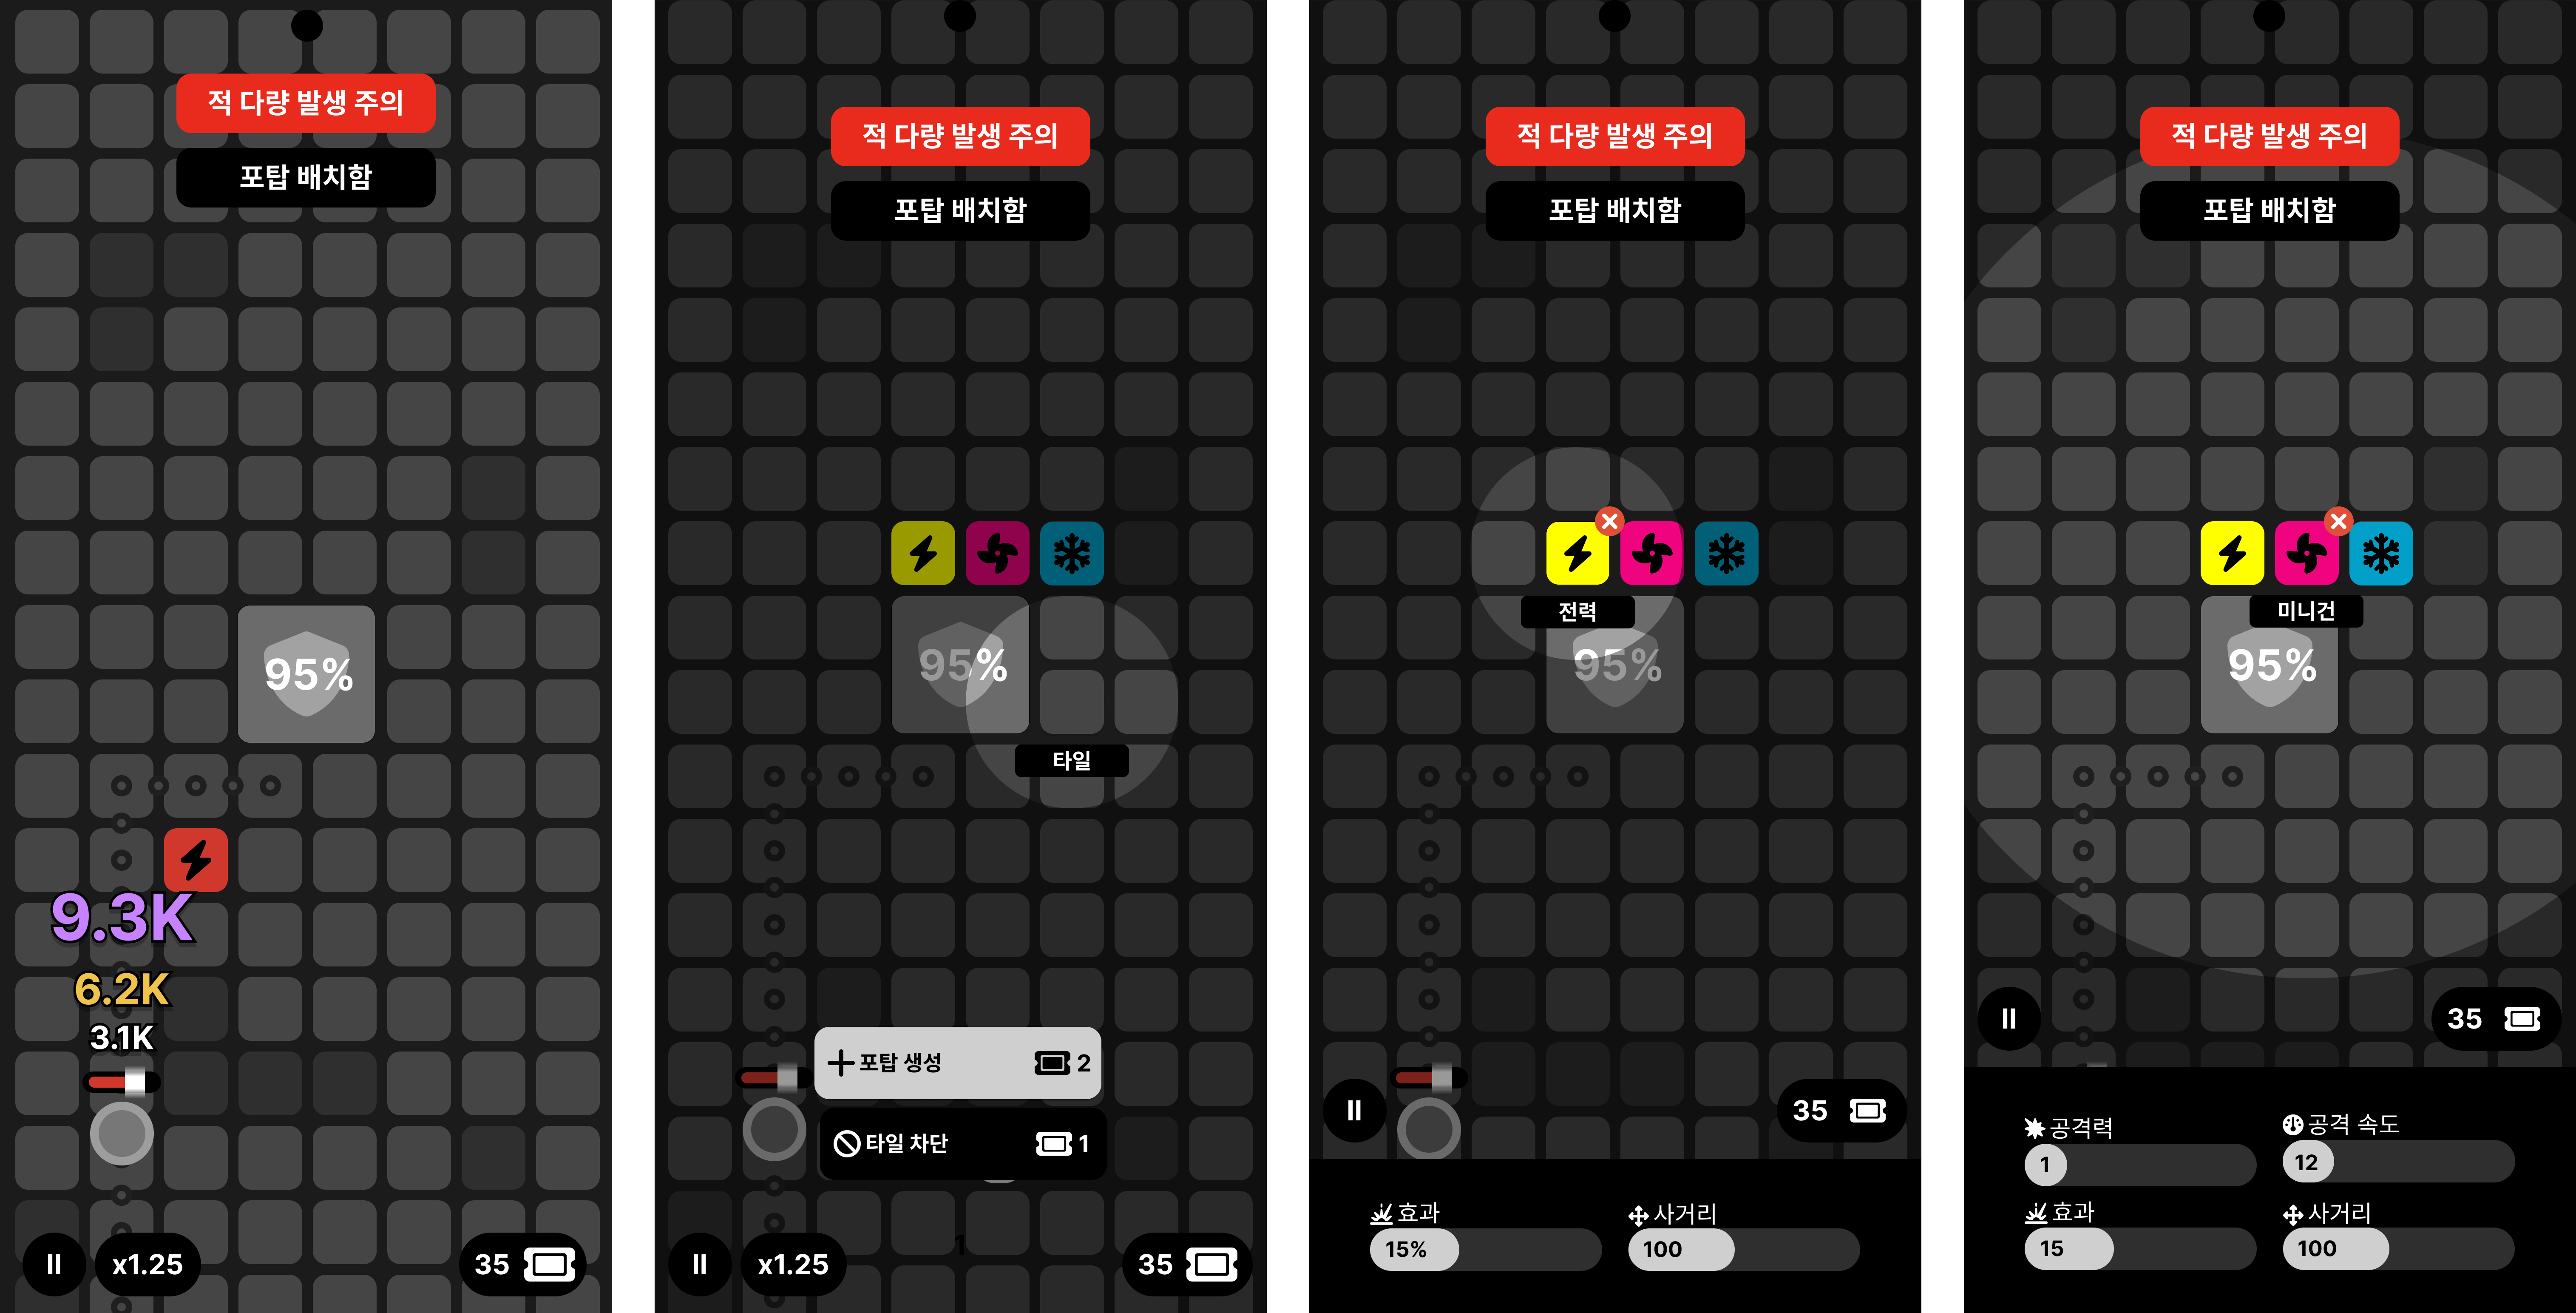 적 다량 발생 주의
포탑 배치함
95%
9.3K
6.2K
3.1K
x1.25
35
적 다량 발생 주의
포탑 배치함
95%
타일
포탑 생성 2
타일 차단 1
1
x1.25
35
적 다량 발생 주의
포탑 배치함
전력
95%
35
효과
사거리
15%
100
적 다량 발생 주의
포탑 배치함
미니건
95%
35
공격력
공격 속도
1
12
효과
사거리
15
100